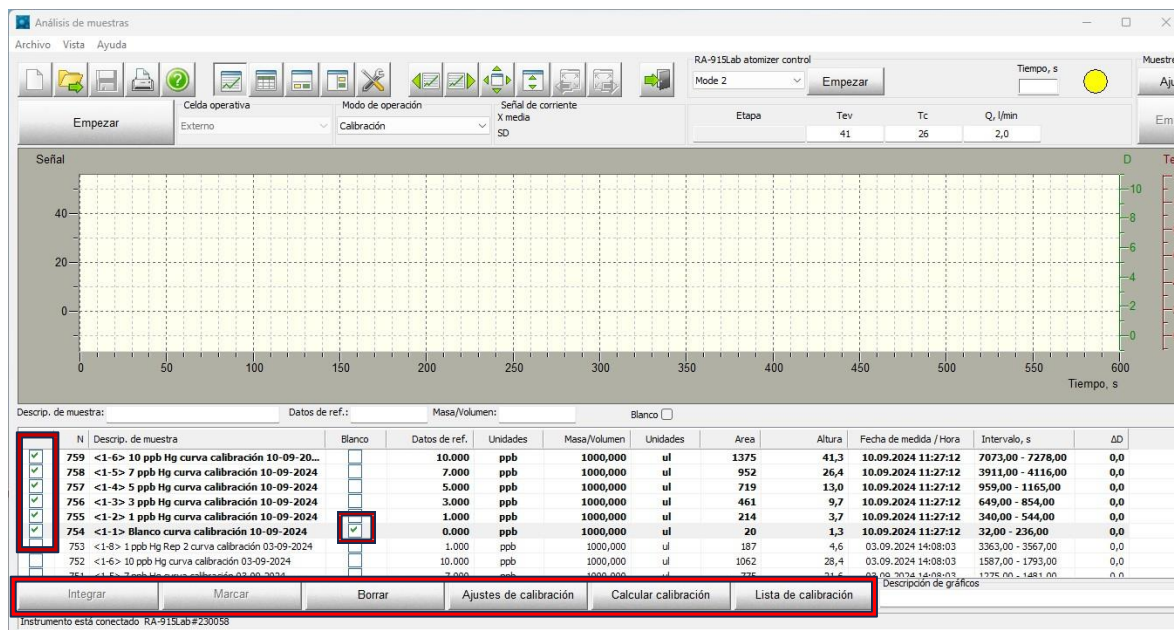 Análisis de muestras
Archivo Vista Ayuda
RA-915Lab atomizer control
Mode 2
Empezar
Tiempo, s
Empezar
Celda operativa
Externo
Modo de operación
Calibración
Señal de corriente
X media
SD
Etapa Tev Tc Q, l/min
41 26 2,0
Señal D
40
20
0
10
8
6
4
2
0
0 50 100 150 200 250 300 350 400 450 500 550 600
Tiempo, s
Descrip. de muestra: Datos de ref.: Masa/Volumen: Blanco
N Descrip. de muestra Blanco Datos de ref. Unidades Masa/Volumen Unidades Area Altura Fecha de medida / Hora Intervalo, s ΔD
759 <1-6> 10 ppb Hg curva calibración 10-09-20... 10.000 ppb 1000,000 ul 1375 41,3 10.09.2024 11:27:12 7073,00 - 7278,00 0,0
758 <1-5> 7 ppb Hg curva calibración 10-09-2024 7.000 ppb 1000,000 ul 952 26,4 10.09.2024 11:27:12 3911,00 - 4116,00 0,0
757 <1-4> 5 ppb Hg curva calibración 10-09-2024 5.000 ppb 1000,000 ul 719 13,0 10.09.2024 11:27:12 959,00 - 1165,00 0,0
756 <1-3> 3 ppb Hg curva calibración 10-09-2024 3.000 ppb 1000,000 ul 461 9,7 10.09.2024 11:27:12 649,00 - 854,00 0,0
755 <1-2> 1 ppb Hg curva calibración 10-09-2024 1.000 ppb 1000,000 ul 214 3,7 10.09.2024 11:27:12 340,00 - 544,00 0,0
754 <1-1> Blanco curva calibración 10-09-2024 0.000 ppb 1000,000 ul 20 1,3 10.09.2024 11:27:12 32,00 - 236,00 0,0
753 <1-8> 1 ppb Hg Rep 2 curva calibración 03-09-2024 1.000 ppb 1000,000 ul 187 4,6 03.09.2024 14:08:03 3363,00 - 3567,00 0,0
752 <1-6> 10 ppb Hg curva calibración 03-09-2024 10.000 ppb 1000,000 ul 1062 28,4 03.09.2024 14:08:03 1587,00 - 1793,00 0,0
Integrar Marcar Borrar Ajustes de calibración Calcular calibración Lista de calibración
Descripción de gráficos
Instrumento está conectado RA-915Lab#230058